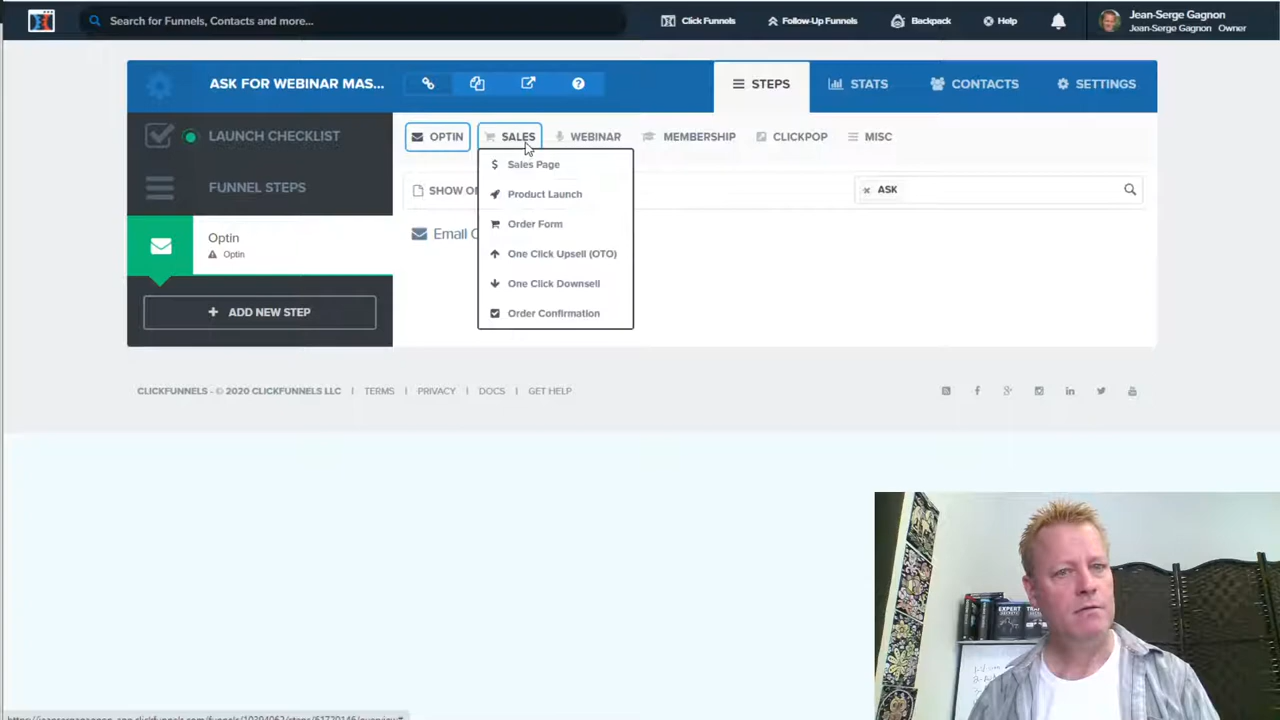 Search for Funnels, Contacts and more...
Click Funnels
Follow-Up Funnels
Backpack
Help
Jean-Serge Gagnon
Jean-Serge Gagnon Owner
ASK FOR WEBINAR MAS...
STEPS
STATS
CONTACTS
SETTINGS
LAUNCH CHECKLIST
OPTIN
SALES
WEBINAR
MEMBERSHIP
CLICKPOP
MISC
Sales Page
Product Launch
Order Form
One Click Upsell (OTO)
One Click Downsell
Order Confirmation
FUNNEL STEPS
SHOW
ASK
Optin
Optin
Email
ADD NEW STEP
CLICKFUNNELS - © 2020 CLICKFUNNELS LLC | TERMS | PRIVACY | DOCS | GET HELP
EXPERT